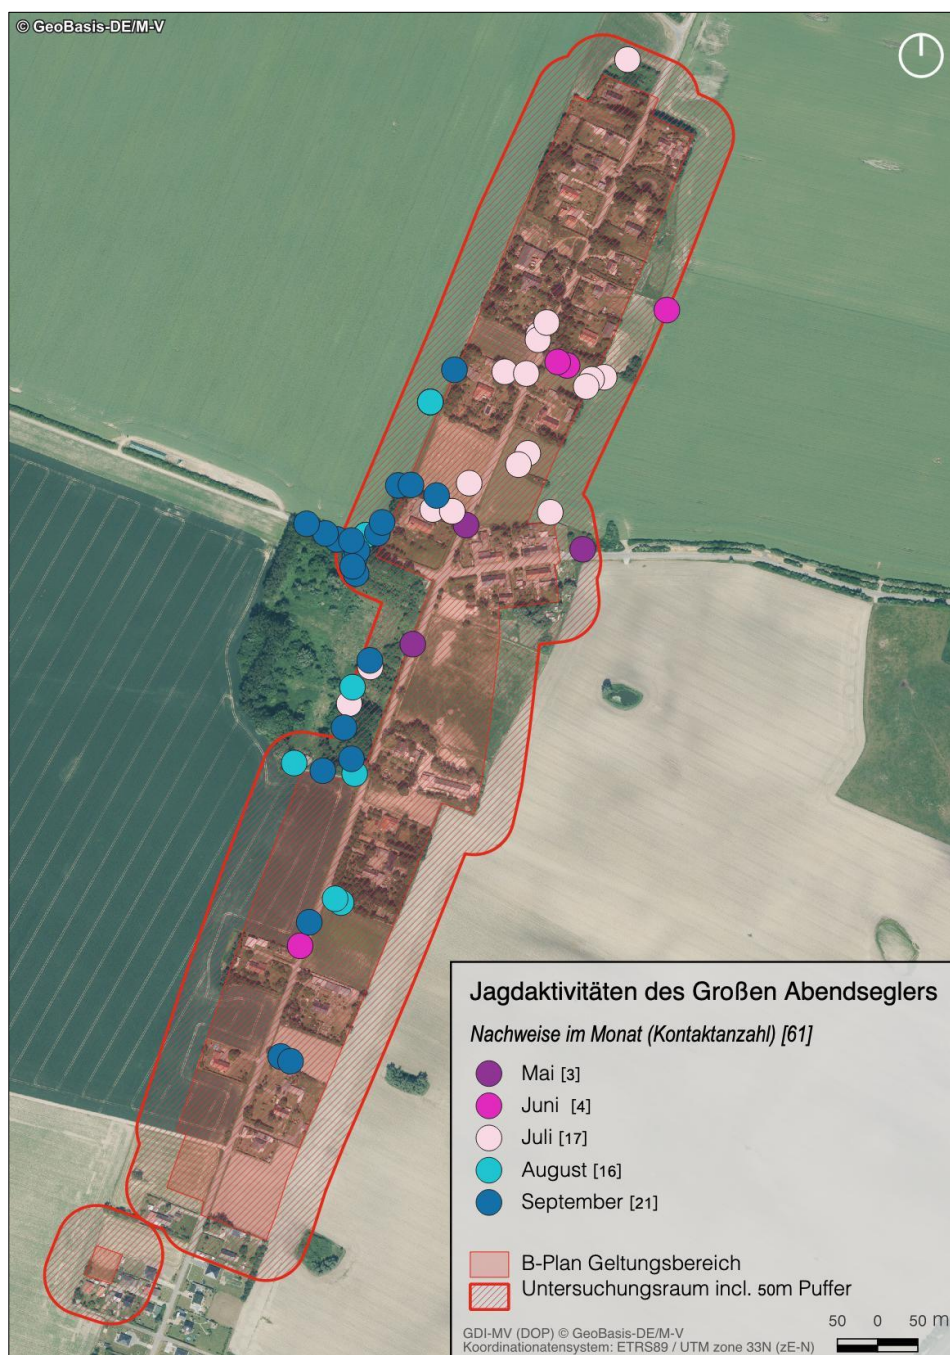 © GeoBasis-DE/M-V
Jagdaktivitäten des Großen Abendseglers
Nachweise im Monat (Kontaktanzahl) [61]
Mai [3]
Juni [4]
Juli [17]
August [16]
September [21]
B-Plan Geltungsbereich
Untersuchungsraum incl. 50m Puffer
50 0 50 m
GDI-MV (DOP) © GeoBasis-DE/M-V
Koordinatensystem: ETRS89 / UTM zone 33N (zE-N)